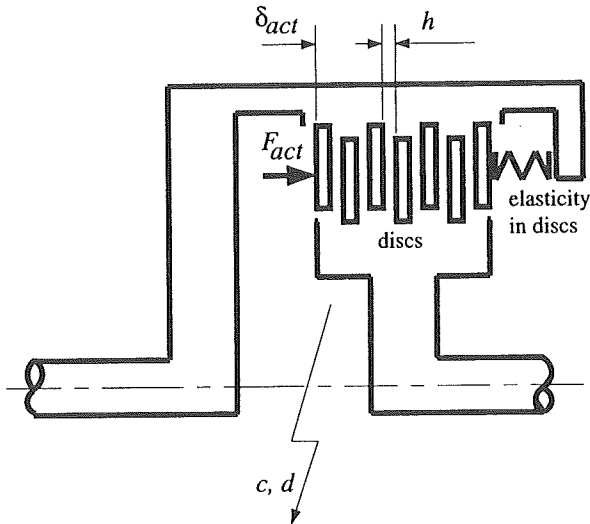 δact
h
Fact
elasticity
in discs
discs
c, d